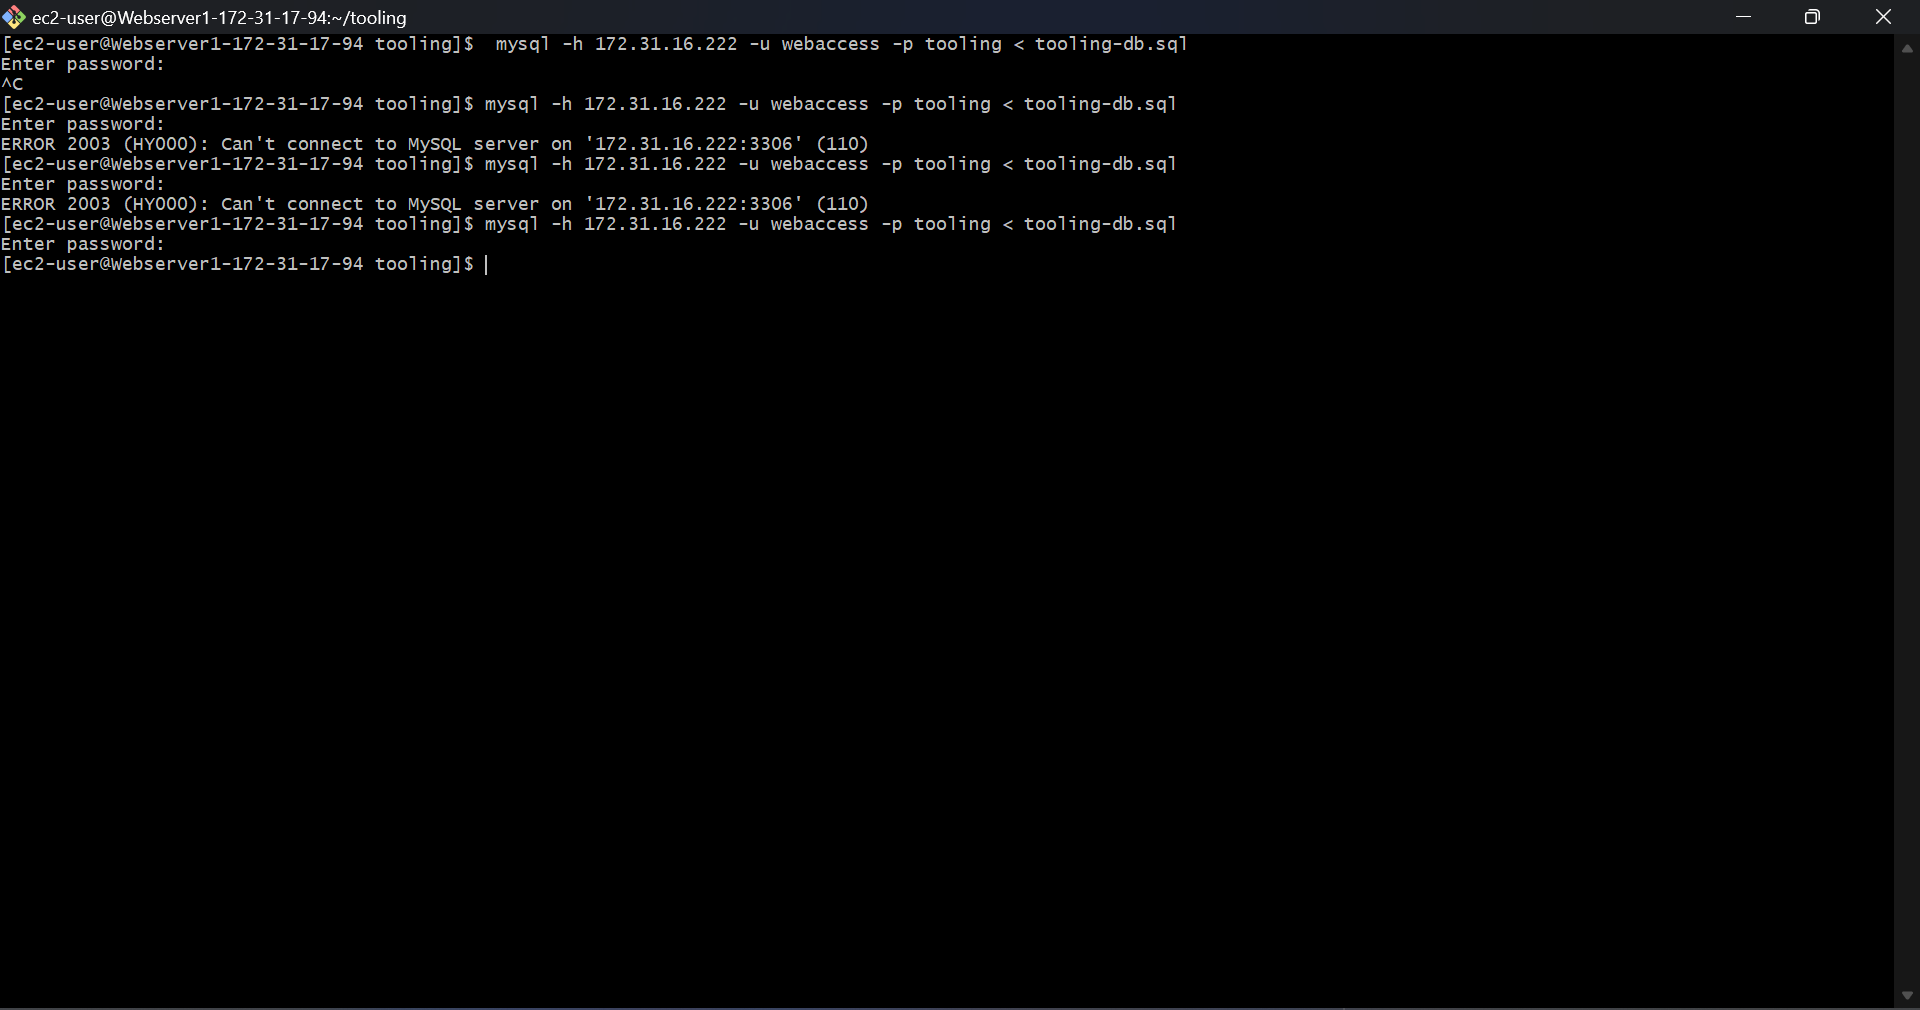 ec2-user@Webserver1-172-31-17-94:~/tooling
[ec2-user@Webserver1-172-31-17-94 tooling]$  mysql -h 172.31.16.222 -u webaccess -p tooling < tooling-db.sql
Enter password:
^C
[ec2-user@Webserver1-172-31-17-94 tooling]$ mysql -h 172.31.16.222 -u webaccess -p tooling < tooling-db.sql
Enter password:
ERROR 2003 (HY000): Can't connect to MySQL server on '172.31.16.222:3306' (110)
[ec2-user@Webserver1-172-31-17-94 tooling]$ mysql -h 172.31.16.222 -u webaccess -p tooling < tooling-db.sql
Enter password:
ERROR 2003 (HY000): Can't connect to MySQL server on '172.31.16.222:3306' (110)
[ec2-user@Webserver1-172-31-17-94 tooling]$ mysql -h 172.31.16.222 -u webaccess -p tooling < tooling-db.sql
Enter password:
[ec2-user@Webserver1-172-31-17-94 tooling]$